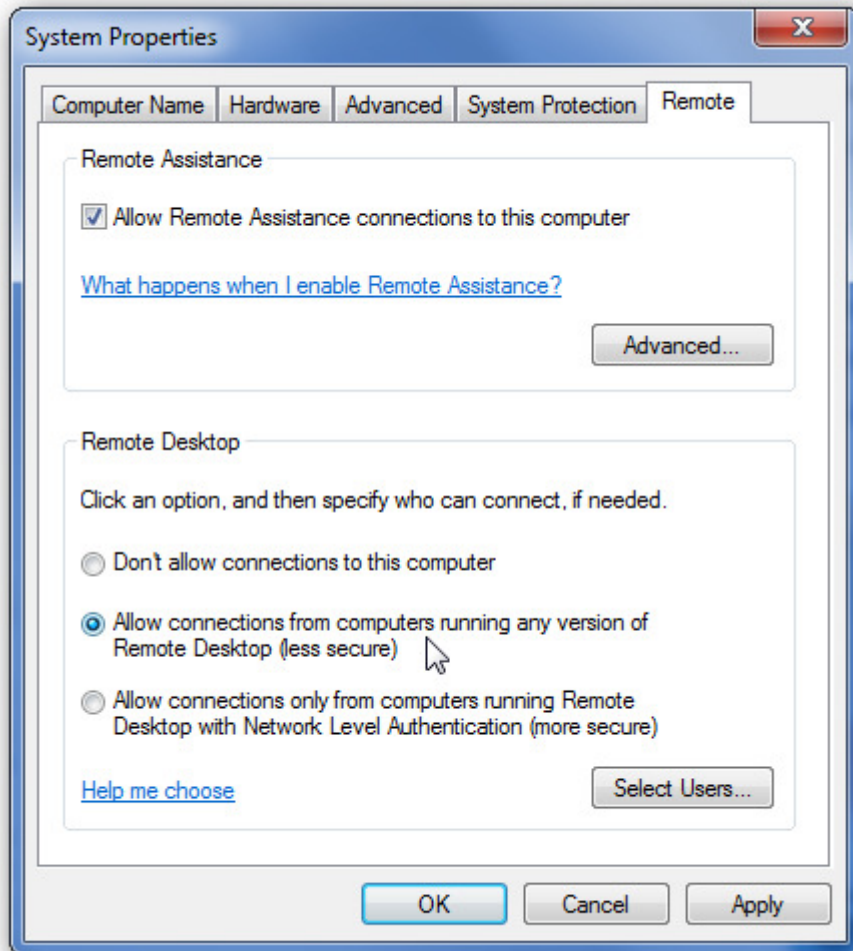 System Properties
Computer Name Hardware Advanced System Protection Remote
Remote Assistance
Allow Remote Assistance connections to this computer
What happens when I enable Remote Assistance?
Advanced...
Remote Desktop
Click an option, and then specify who can connect, if needed.
Don't allow connections to this computer
Allow connections from computers running any version of
Remote Desktop (less secure)
Allow connections only from computers running Remote
Desktop with Network Level Authentication (more secure)
Help me choose
Select Users...
OK Cancel Apply